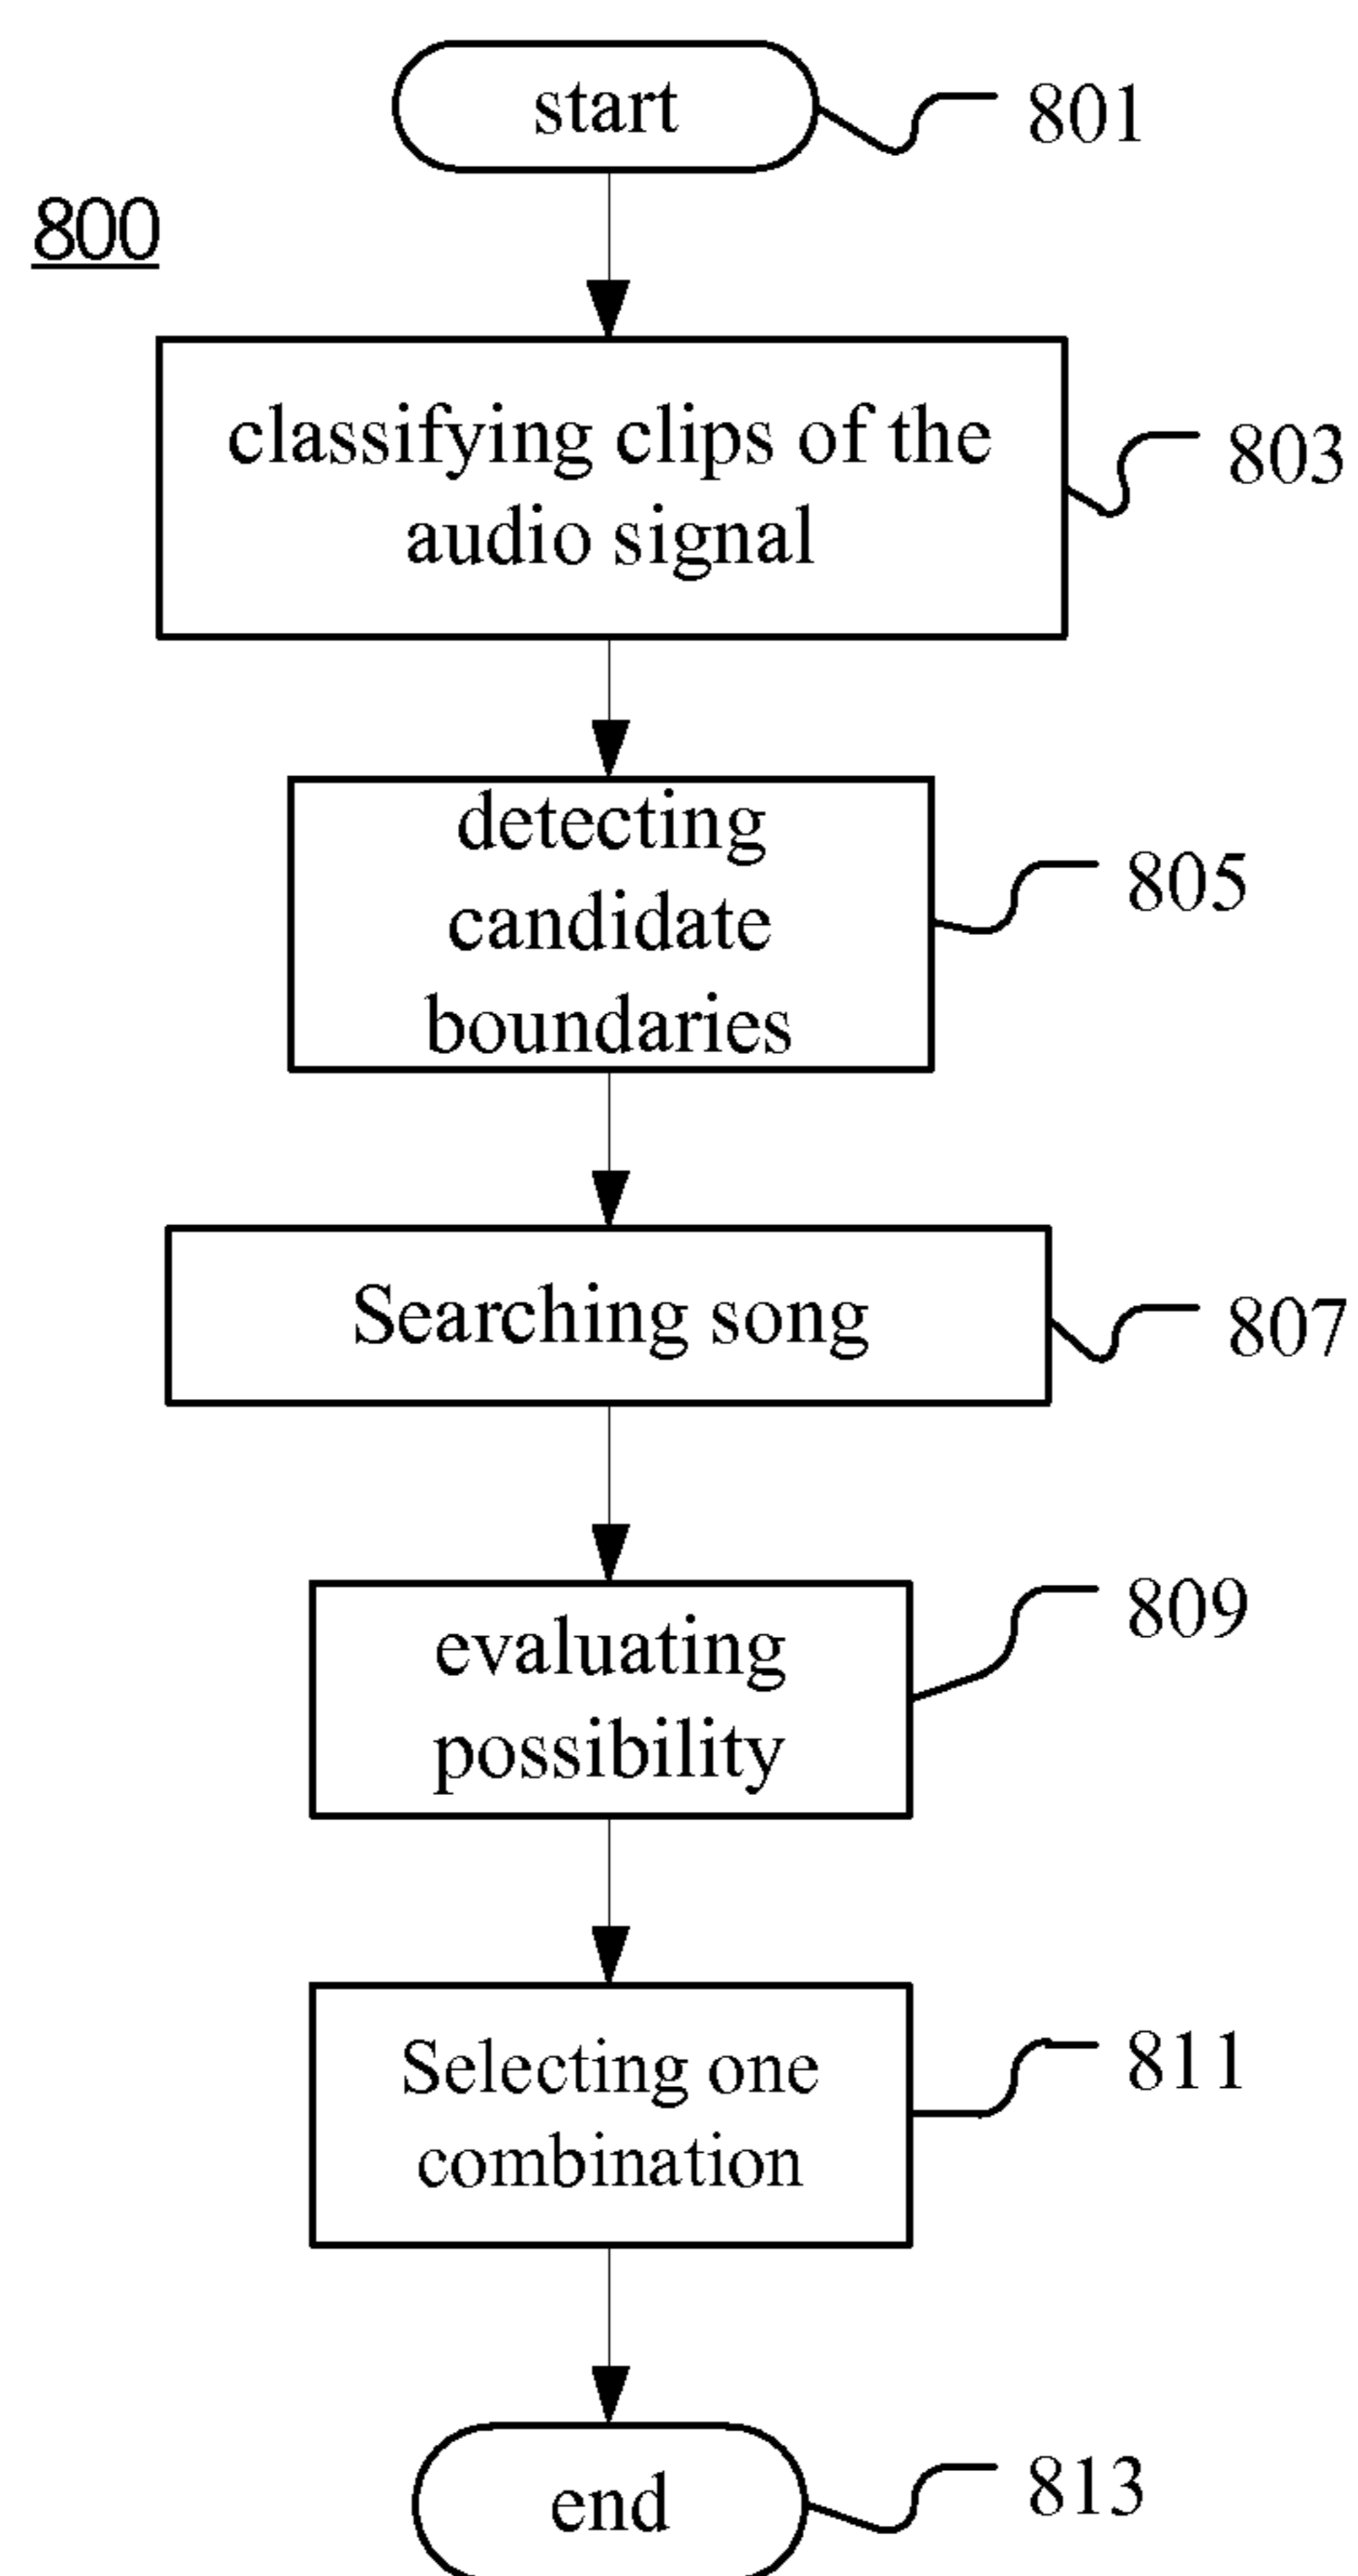 start
801
800
classifying clips of the
audio signal
803
detecting
candidate
boundaries
805
Searching song
807
evaluating
possibility
809
Selecting one
combination
811
end
813